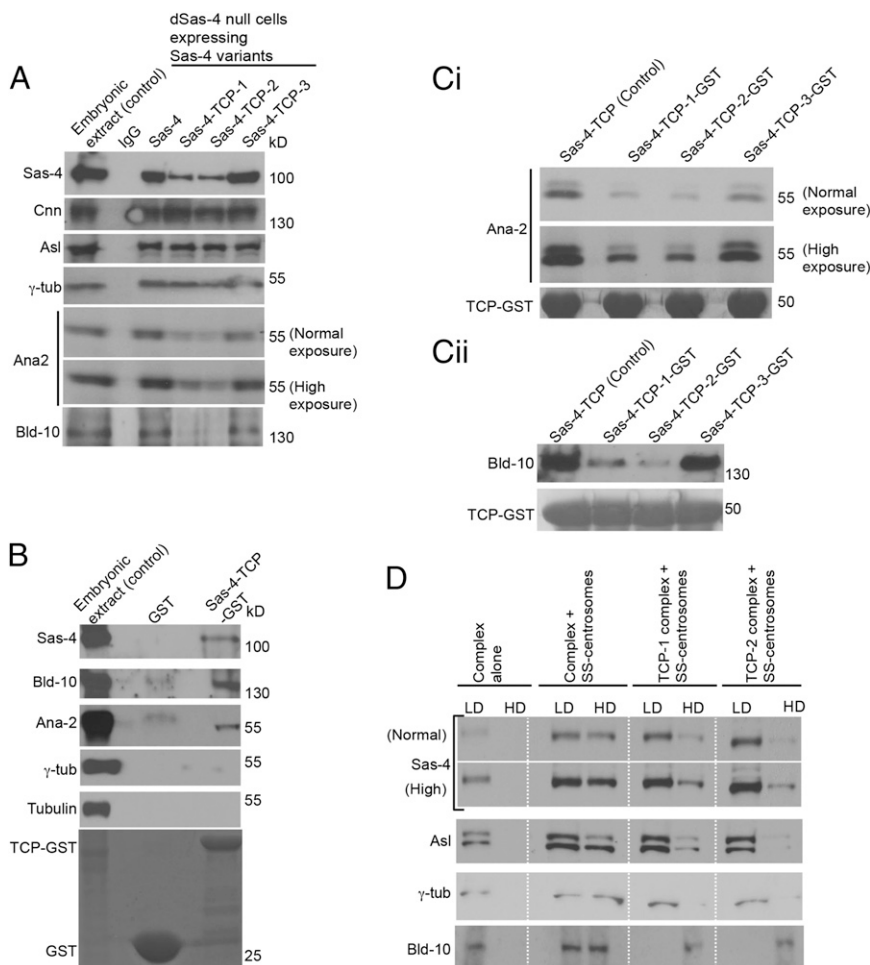 dSas-4 null cells
expressing
Sas-4 variants
A
Embryonic
extract (control)
IgG
Sas-4
Sas-4-TCP-1
Sas-4-TCP-2
Sas-4-TCP-3
kD
Sas-4
100
Cnn
130
Asl
γ-tub
55
Ana2
55 (Normal
exposure)
55 (High
exposure)
Bld-10
130
Ci
Sas-4-TCP (Control)
Sas-4-TCP-1-GST
Sas-4-TCP-2-GST
Sas-4-TCP-3-GST
Ana-2
55 (Normal
exposure)
55 (High
exposure)
TCP-GST
50
Cii
Sas-4-TCP (Control)
Sas-4-TCP-1-GST
Sas-4-TCP-2-GST
Sas-4-TCP-3-GST
Bld-10
130
TCP-GST
50
B
Embryonic
extract (control)
GST
Sas-4-TCP
-GST
kD
Sas-4
100
Bld-10
130
Ana-2
55
γ-tub
55
Tubulin
55
TCP-GST
GST
25
D
Complex
alone
Complex +
SS-centrosomes
TCP-1 complex +
SS-centrosomes
TCP-2 complex +
SS-centrosomes
LD HD LD HD LD HD LD HD
(Normal)
Sas-4
(High)
Asl
γ-tub
Bld-10